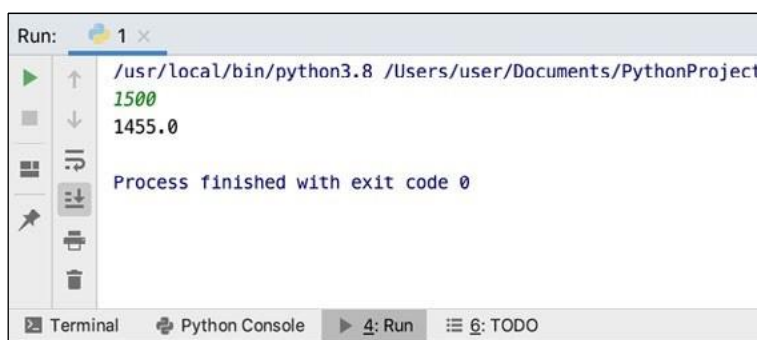 Run: 1
/usr/local/bin/python3.8 /Users/user/Documents/PythonProject
1500
1455.0
Process finished with exit code 0
Terminal Python Console 4: Run 6: TODO